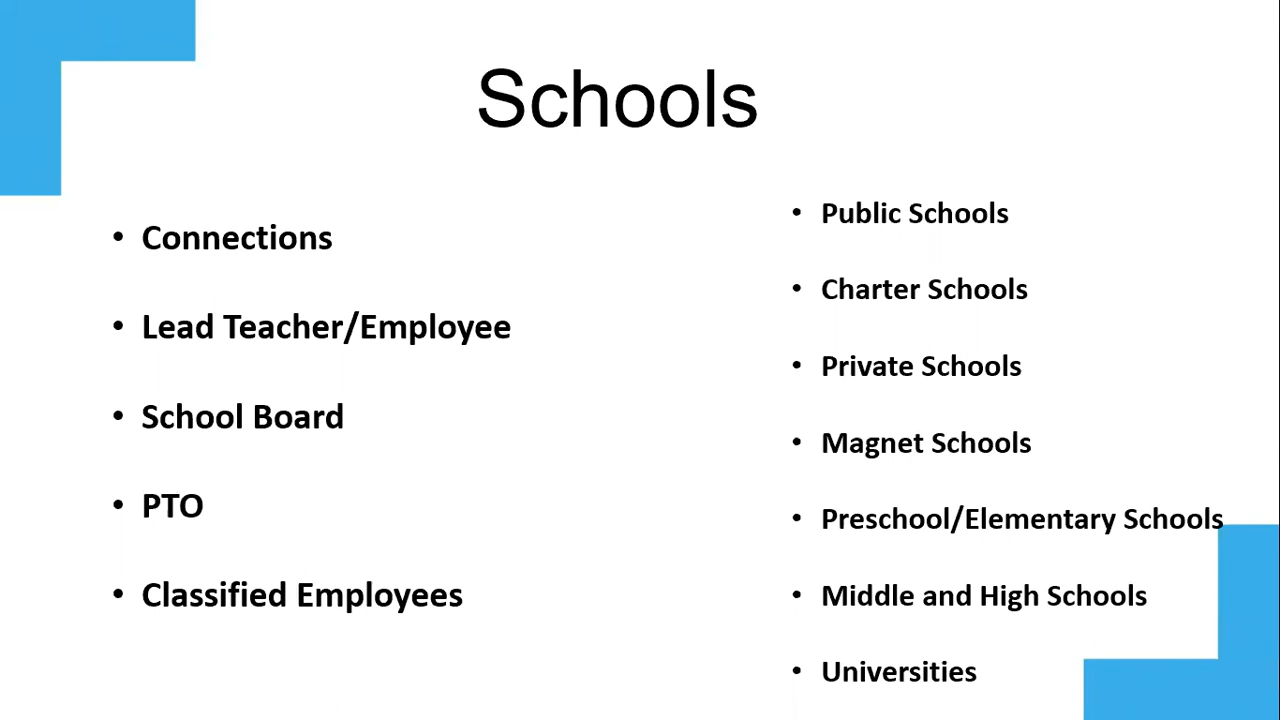 Schools
• Connections
• Lead Teacher/Employee
• School Board
• PTO
• Classified Employees
• Public Schools
• Charter Schools
• Private Schools
• Magnet Schools
• Preschool/Elementary Schools
• Middle and High Schools
• Universities